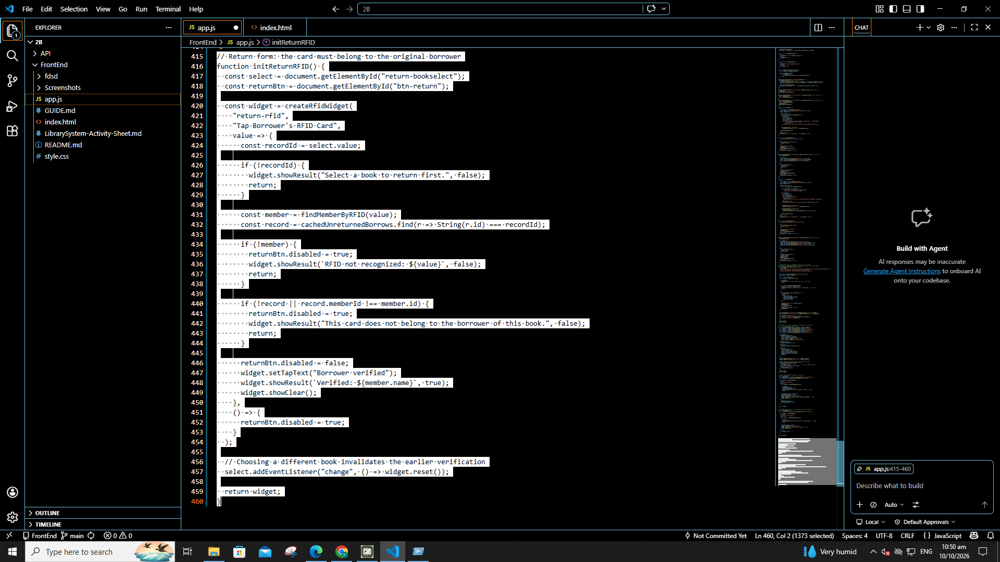 File Edit Selection View Go Run Terminal Help
2B
EXPLORER
JS app.js
<> index.html
CHAT
FrontEnd > JS app.js > initReturnRFID
2B
API
FrontEnd
fdsd
Screenshots
JS app.js
GUIDE.md
<> index.html
LibrarySystem-Activity-Sheet.md
README.md
# style.css
415 // Return form: the card must belong to the original borrower
416 function initReturnRFID() {
417 const select = document.getElementById("return-bookselect");
418 const returnBtn = document.getElementById("btn-return");
419
420 const widget = createRfidWidget(
421 "return-rfid",
422 "Tap Borrower's RFID Card",
423 value => {
424 const recordId = select.value;
425
426 if (!recordId) {
427 widget.showResult("Select a book to return first.", false);
428 return;
429 }
430
431 const member = findMemberByRFID(value);
432 const record = cachedUnreturnedBorrows.find(r => String(r.id) === recordId);
433
434 if (!member) {
435 returnBtn.disabled = true;
436 widget.showResult(`RFID not recognized: ${value}`, false);
437 return;
438 }
439
440 if (!record || record.memberId !== member.id) {
441 returnBtn.disabled = true;
442 widget.showResult("This card does not belong to the borrower of this book.", false);
443 return;
444 }
445
446 returnBtn.disabled = false;
447 widget.setTapText("Borrower verified");
448 widget.showResult(`Verified: ${member.name}`, true);
449 widget.showClear();
450 },
451 () => {
452 returnBtn.disabled = true;
453 }
454 );
455
456 // Choosing a different book invalidates the earlier verification
457 select.addEventListener("change", () => widget.reset());
458
459 return widget;
460 }
Build with Agent
AI responses may be inaccurate
Generate Agent Instructions to onboard AI
onto your codebase.
JS app.js:415-460
Describe what to build
Auto
Local
Default Approvals
OUTLINE
TIMELINE
FrontEnd main 0 0
Not Committed Yet Ln 460, Col 2 (1373 selected) Spaces: 4 UTF-8 CRLF {} JavaScript
Type here to search
Very humid
ENG
10:50 am
10/10/2026